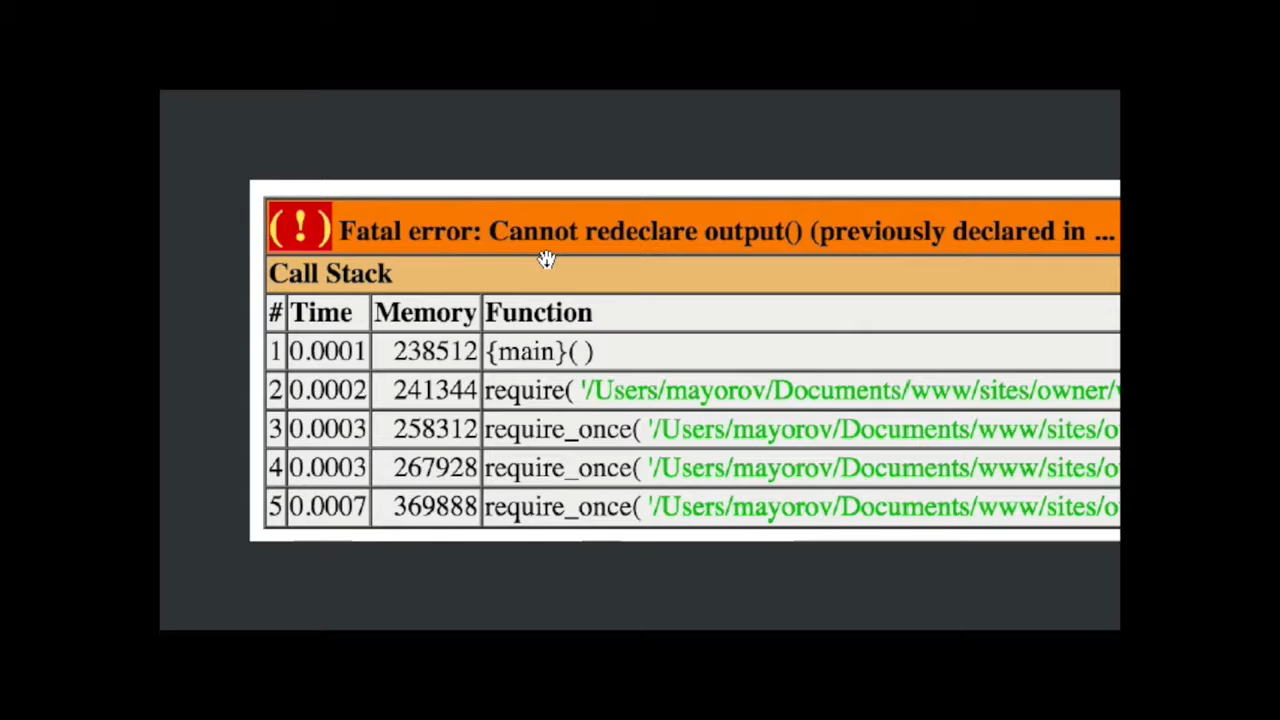 ( ! ) Fatal error: Cannot redeclare output() (previously declared in ...
Call Stack
# Time Memory Function
1 0.0001 238512 {main}( )
2 0.0002 241344 require( '/Users/mayorov/Documents/www/sites/owner/
3 0.0003 258312 require_once( '/Users/mayorov/Documents/www/sites/o
4 0.0003 267928 require_once( '/Users/mayorov/Documents/www/sites/o
5 0.0007 369888 require_once( '/Users/mayorov/Documents/www/sites/o